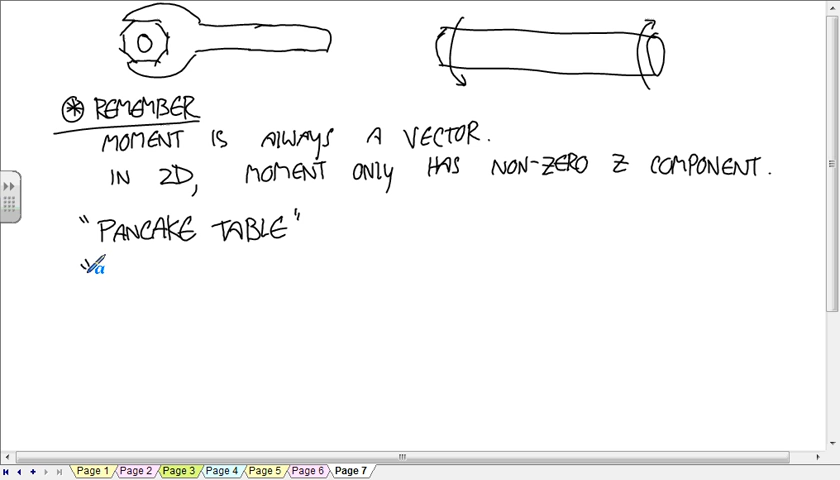 * REMEMBER
MOMENT IS ALWAYS A VECTOR.
IN 2D, MOMENT ONLY HAS NON-ZERO Z COMPONENT.
"PANCAKE TABLE"
Page 1 Page 2 Page 3 Page 4 Page 5 Page 6 Page 7